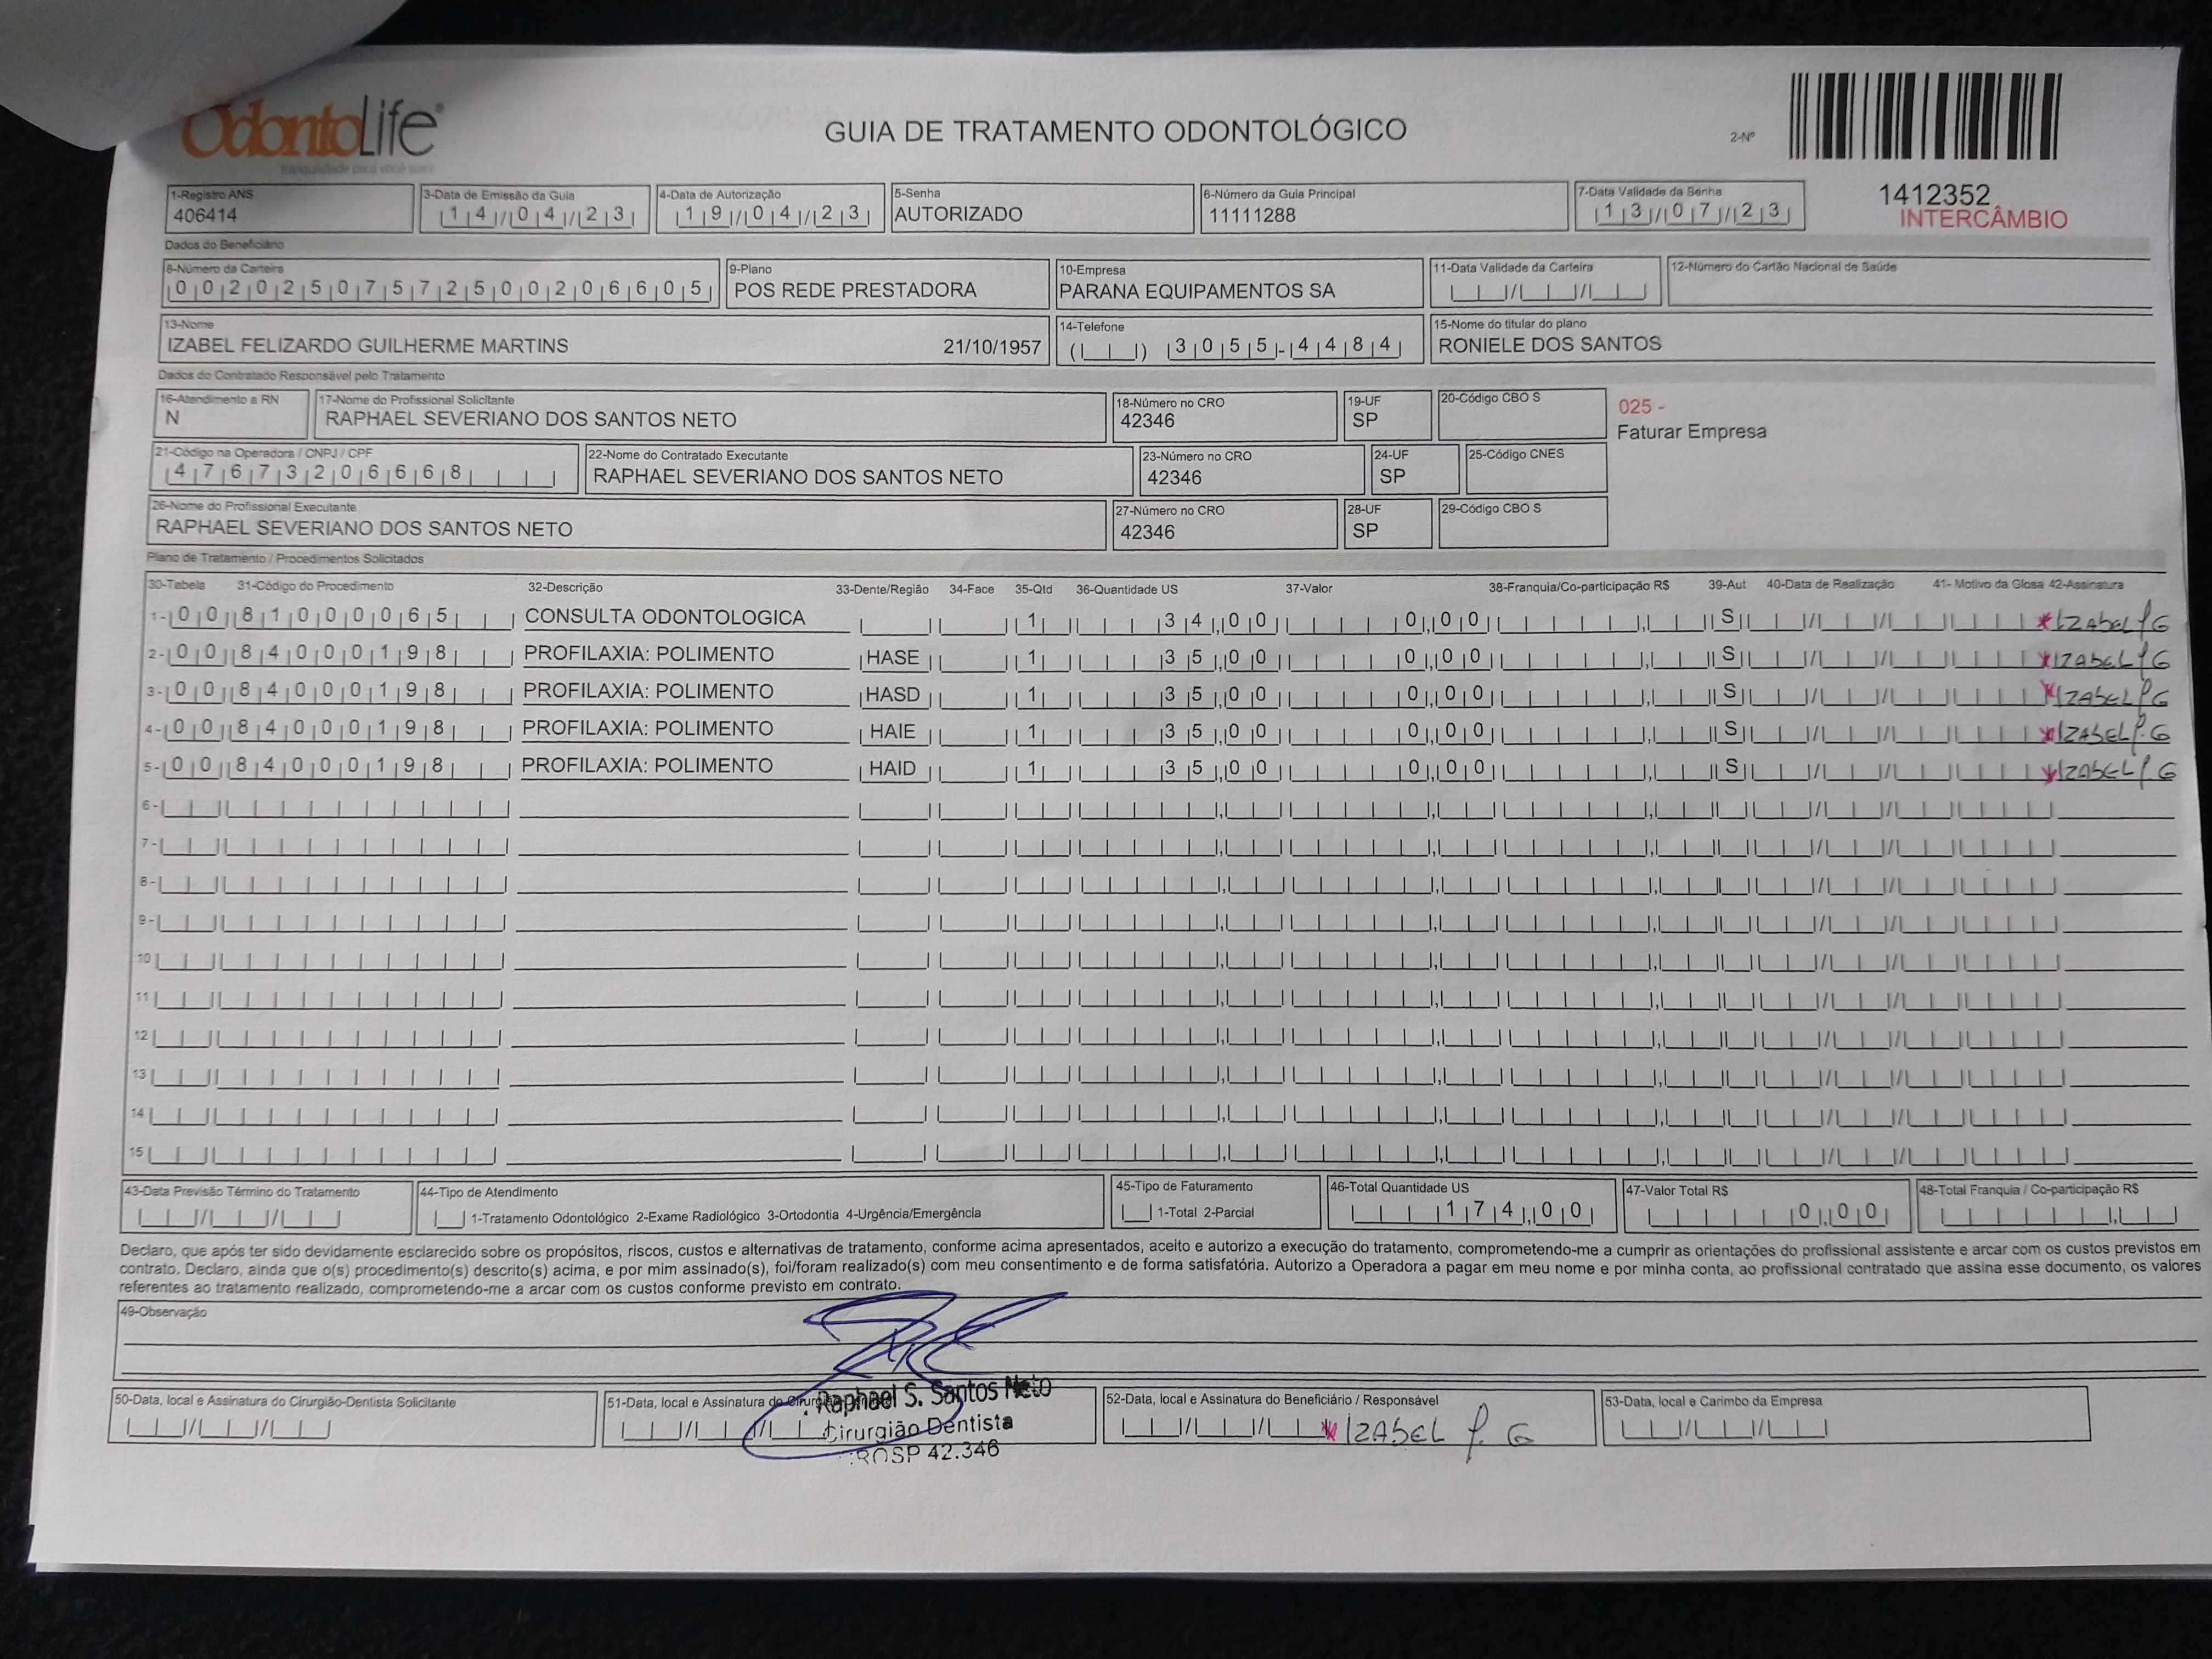 OdontoLife®
GUIA DE TRATAMENTO ODONTOLÓGICO
2-Nº
1412352
INTERCÂMBIO
1-Registro ANS
406414
3-Data de Emissão da Guia
14/04/23
4-Data de Autorização
19/04/23
5-Senha
AUTORIZADO
6-Número da Guia Principal
11111288
7-Data Validade da Senha
13/07/23
Dados do Beneficiário
8-Número da Carteira
00202507572500206605
9-Plano
POS REDE PRESTADORA
10-Empresa
PARANA EQUIPAMENTOS SA
11-Data Validade da Carteira
12-Número do Cartão Nacional de Saúde
13-Nome
IZABEL FELIZARDO GUILHERME MARTINS 21/10/1957
14-Telefone
( ) 3055-4484
15-Nome do titular do plano
RONIELE DOS SANTOS
Dados do Contratado Responsável pelo Tratamento
16-Atendimento a RN
N
17-Nome do Profissional Solicitante
RAPHAEL SEVERIANO DOS SANTOS NETO
18-Número no CRO
42346
19-UF
SP
20-Código CBO S
025 -
Faturar Empresa
21-Código na Operadora / CNPJ / CPF
47673206668
22-Nome do Contratado Executante
RAPHAEL SEVERIANO DOS SANTOS NETO
23-Número no CRO
42346
24-UF
SP
25-Código CNES
26-Nome do Profissional Executante
RAPHAEL SEVERIANO DOS SANTOS NETO
27-Número no CRO
42346
28-UF
SP
29-Código CBO S
Plano de Tratamento / Procedimentos Solicitados
30-Tabela 31-Código do Procedimento 32-Descrição 33-Dente/Região 34-Face 35-Qtd 36-Quantidade US 37-Valor 38-Franquia/Co-participação R$ 39-Aut 40-Data de Realização 41- Motivo da Glosa 42-Assinatura
1- 00 81000065 CONSULTA ODONTOLOGICA 1 34,00 0,00 S IZABEL f G
2- 00 84000198 PROFILAXIA: POLIMENTO HASE 1 35,00 0,00 S IZABEL f G
3- 00 84000198 PROFILAXIA: POLIMENTO HASD 1 35,00 0,00 S IZABEL f G
4- 00 84000198 PROFILAXIA: POLIMENTO HAIE 1 35,00 0,00 S IZABEL f. G
5- 00 84000198 PROFILAXIA: POLIMENTO HAID 1 35,00 0,00 S IZABEL f. G
6-
7-
8-
9-
10
11
12
13
14
15
43-Data Previsão Término do Tratamento
44-Tipo de Atendimento
1-Tratamento Odontológico 2-Exame Radiológico 3-Ortodontia 4-Urgência/Emergência
45-Tipo de Faturamento
1-Total 2-Parcial
46-Total Quantidade US
174,00
47-Valor Total R$
0,00
48-Total Franquia / Co-participação R$
Declaro, que após ter sido devidamente esclarecido sobre os propósitos, riscos, custos e alternativas de tratamento, conforme acima apresentados, aceito e autorizo a execução do tratamento, comprometendo-me a cumprir as orientações do profissional assistente e arcar com os custos previstos em
contrato. Declaro, ainda que o(s) procedimento(s) descrito(s) acima, e por mim assinado(s), foi/foram realizado(s) com meu consentimento e de forma satisfatória. Autorizo a Operadora a pagar em meu nome e por minha conta, ao profissional contratado que assina esse documento, os valores
referentes ao tratamento realizado, comprometendo-me a arcar com os custos conforme previsto em contrato.
49-Observação
50-Data, local e Assinatura do Cirurgião-Dentista Solicitante
51-Data, local e Assinatura do
Raphael S. Santos Neto
Cirurgião Dentista
ROSP 42.346
52-Data, local e Assinatura do Beneficiário / Responsável
IZABEL f. G
53-Data, local e Carimbo da Empresa